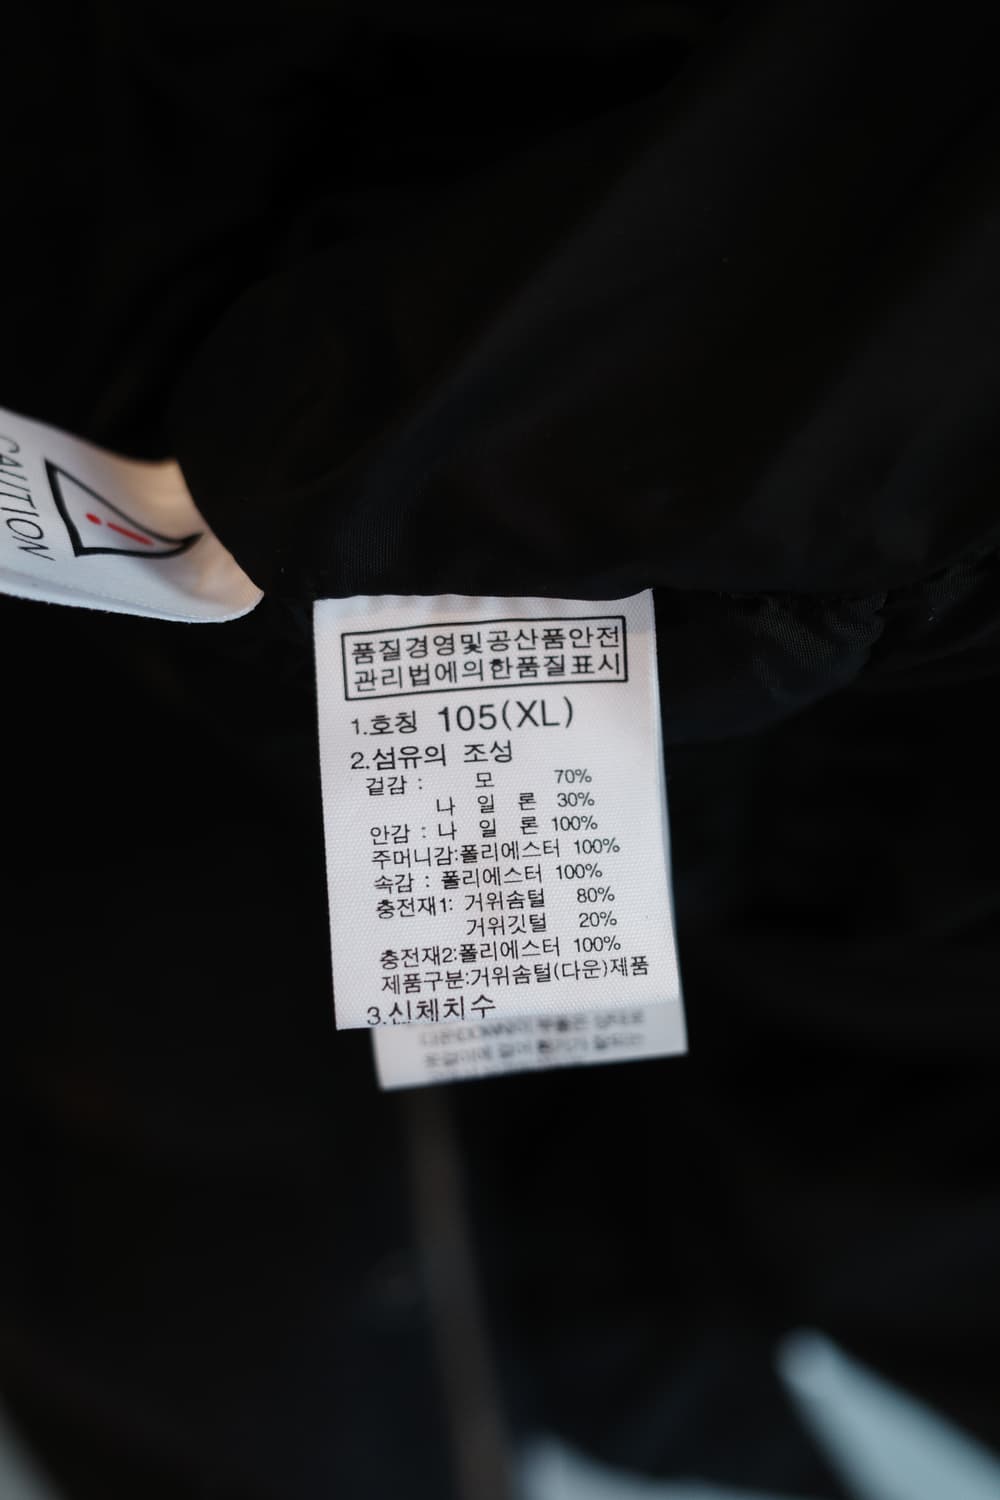 CAUTION
품질경영및공산품안전
관리법에의한품질표시
1.호칭 105(XL)
2.섬유의 조성
겉감 : 모 70%
나 일 론 30%
안감 : 나 일 론 100%
주머니감:폴리에스터 100%
속감 : 폴리에스터 100%
충전재1: 거위솜털 80%
거위깃털 20%
충전재2:폴리에스터 100%
제품구분:거위솜털(다운)제품
3.신체치수